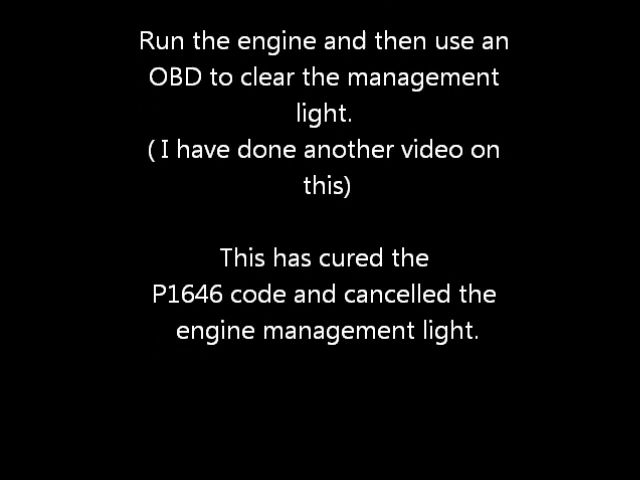 Run the engine and then use an
OBD to clear the management
light.
( I have done another video on
this)
This has cured the
P1646 code and cancelled the
engine management light.